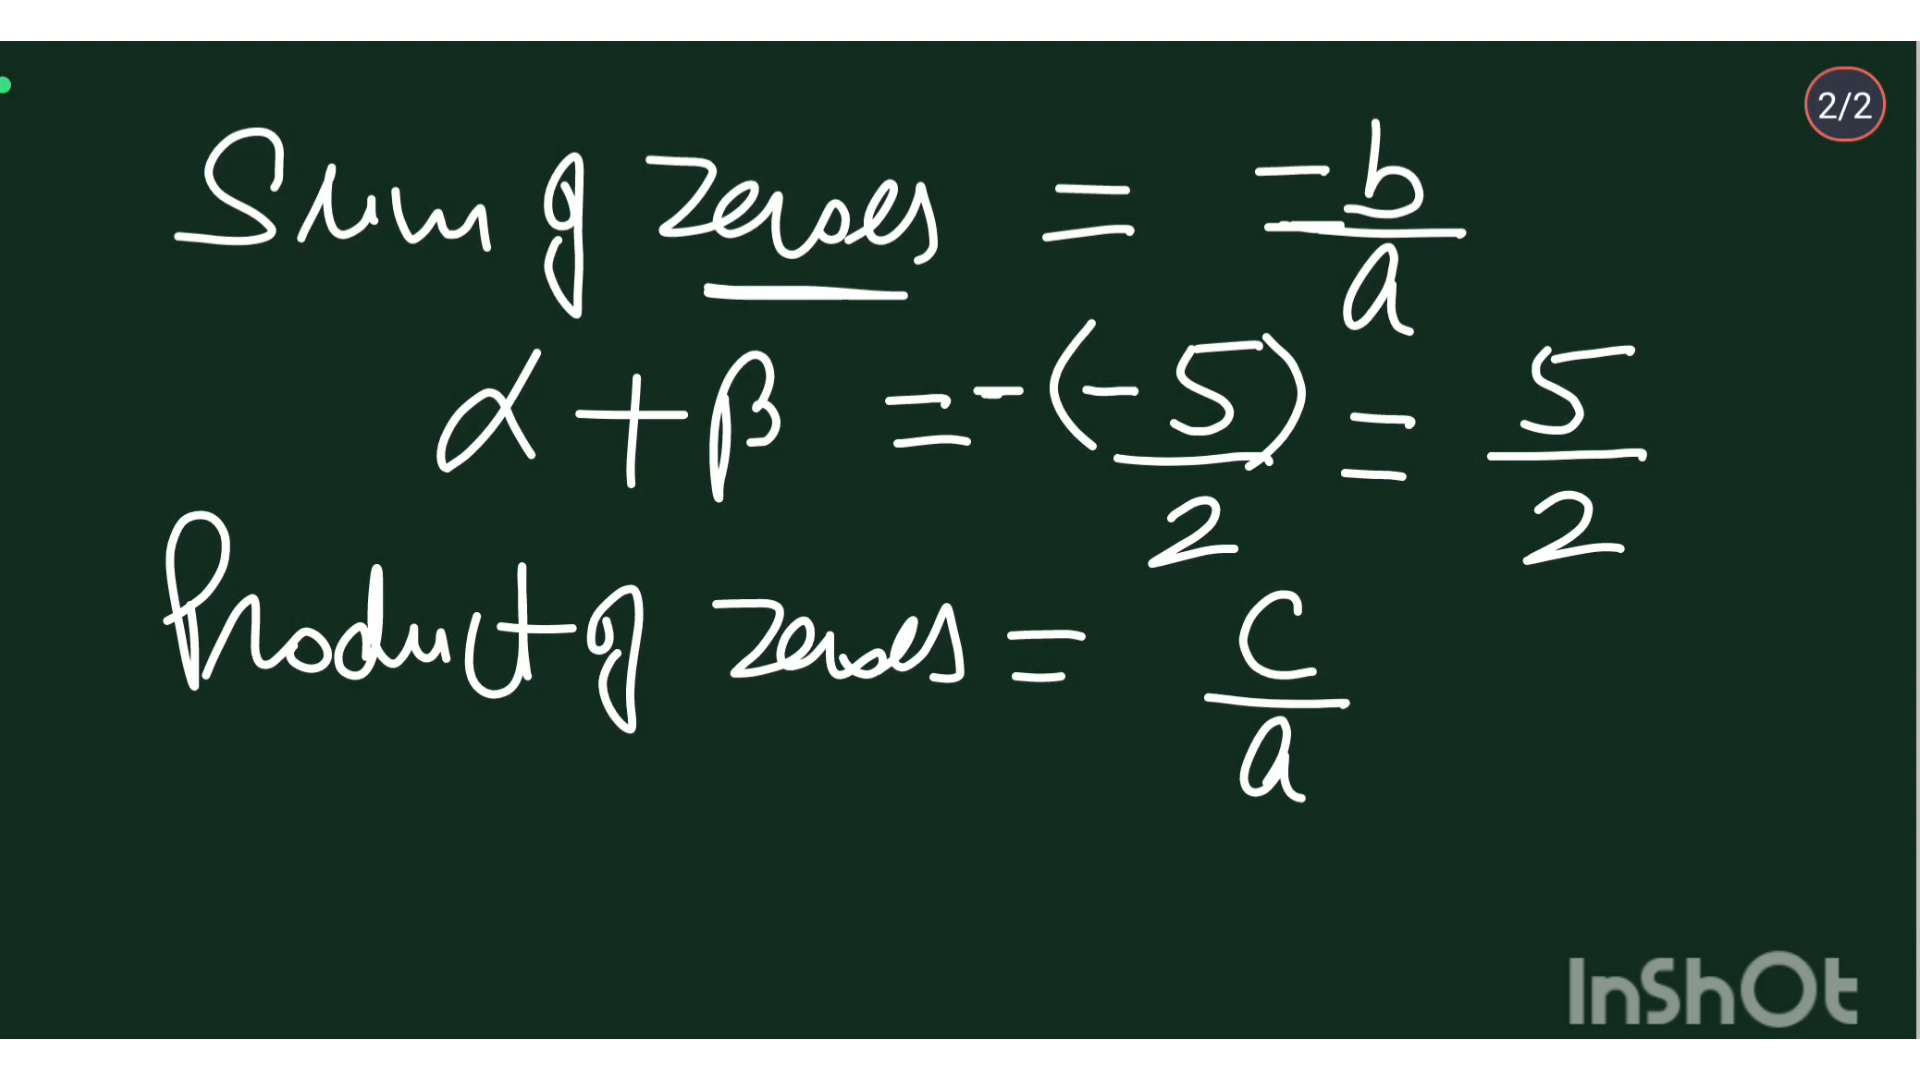 2/2
Sum of zeroes = -b/a
α + β = -(-5)/2 = 5/2
Product of zeroes = c/a
InShOt